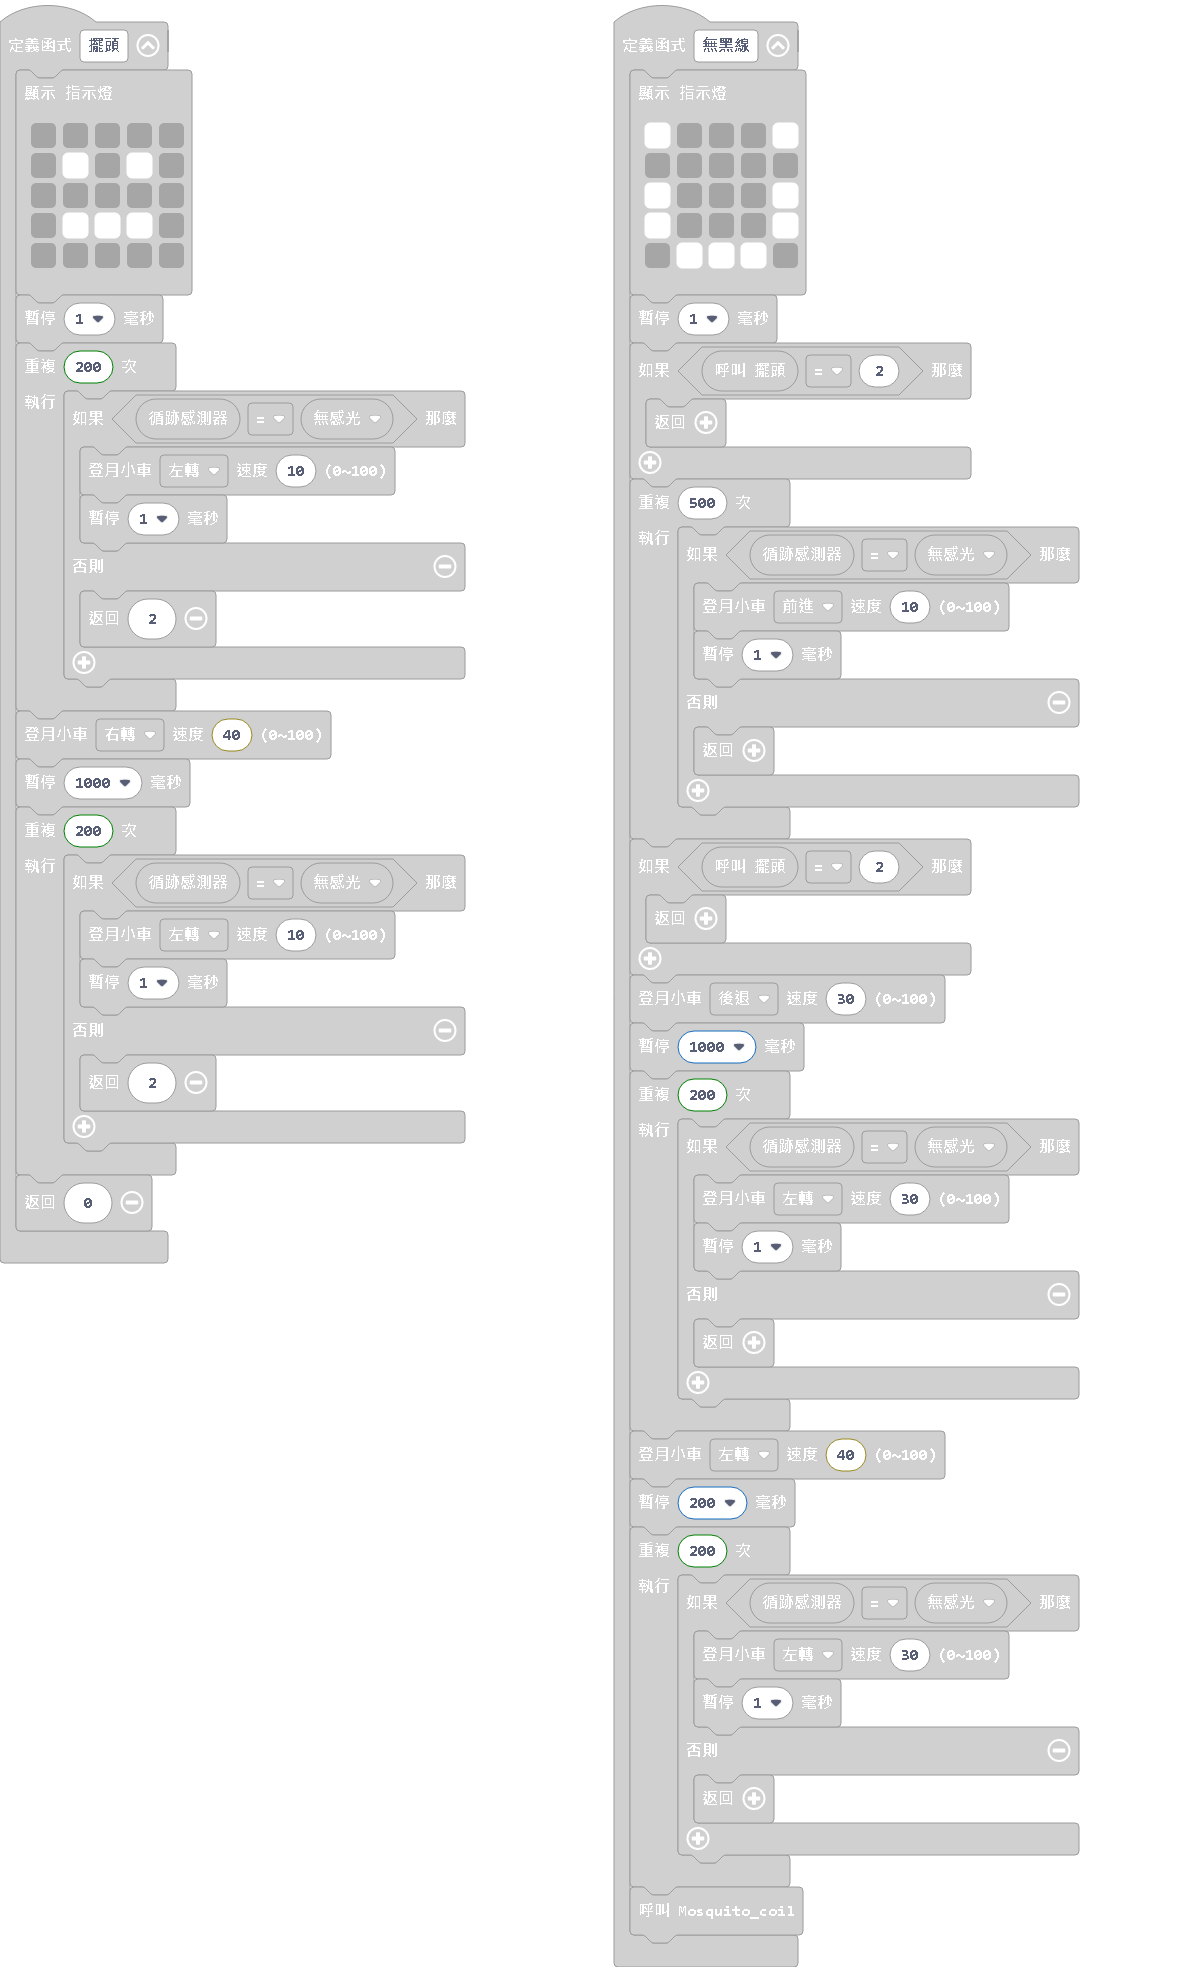 定義函式 擺頭
顯示 指示燈
暫停 1 毫秒
重複 200 次
執行
如果 循跡感測器 = 無感光 那麼
登月小車 左轉 速度 10 (0~100)
暫停 1 毫秒
否則
返回 2
登月小車 右轉 速度 40 (0~100)
暫停 1000 毫秒
重複 200 次
執行
如果 循跡感測器 = 無感光 那麼
登月小車 左轉 速度 10 (0~100)
暫停 1 毫秒
否則
返回 2
返回 0
定義函式 無黑線
顯示 指示燈
暫停 1 毫秒
如果 呼叫 擺頭 = 2 那麼
返回
重複 500 次
執行
如果 循跡感測器 = 無感光 那麼
登月小車 前進 速度 10 (0~100)
暫停 1 毫秒
否則
返回
如果 呼叫 擺頭 = 2 那麼
返回
登月小車 後退 速度 30 (0~100)
暫停 1000 毫秒
重複 200 次
執行
如果 循跡感測器 = 無感光 那麼
登月小車 左轉 速度 30 (0~100)
暫停 1 毫秒
否則
返回
登月小車 左轉 速度 40 (0~100)
暫停 200 毫秒
重複 200 次
執行
如果 循跡感測器 = 無感光 那麼
登月小車 左轉 速度 30 (0~100)
暫停 1 毫秒
否則
返回
呼叫 Mosquito_coil